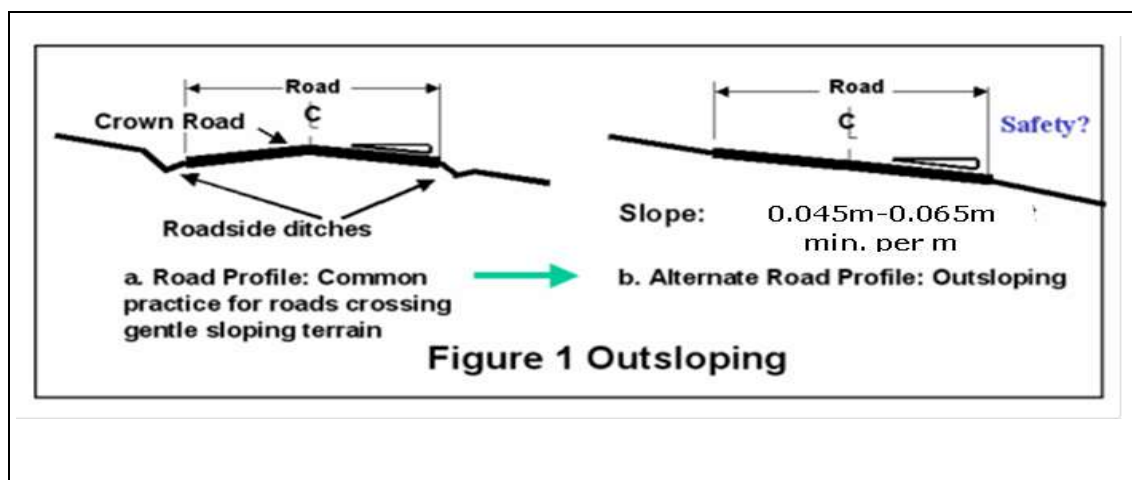 Road
Crown Road
℄
Roadside ditches
a. Road Profile: Common
practice for roads crossing
gentle sloping terrain
Road
℄
Safety?
Slope: 0.045m-0.065m
min. per m
b. Alternate Road Profile: Outsloping
Figure 1 Outsloping